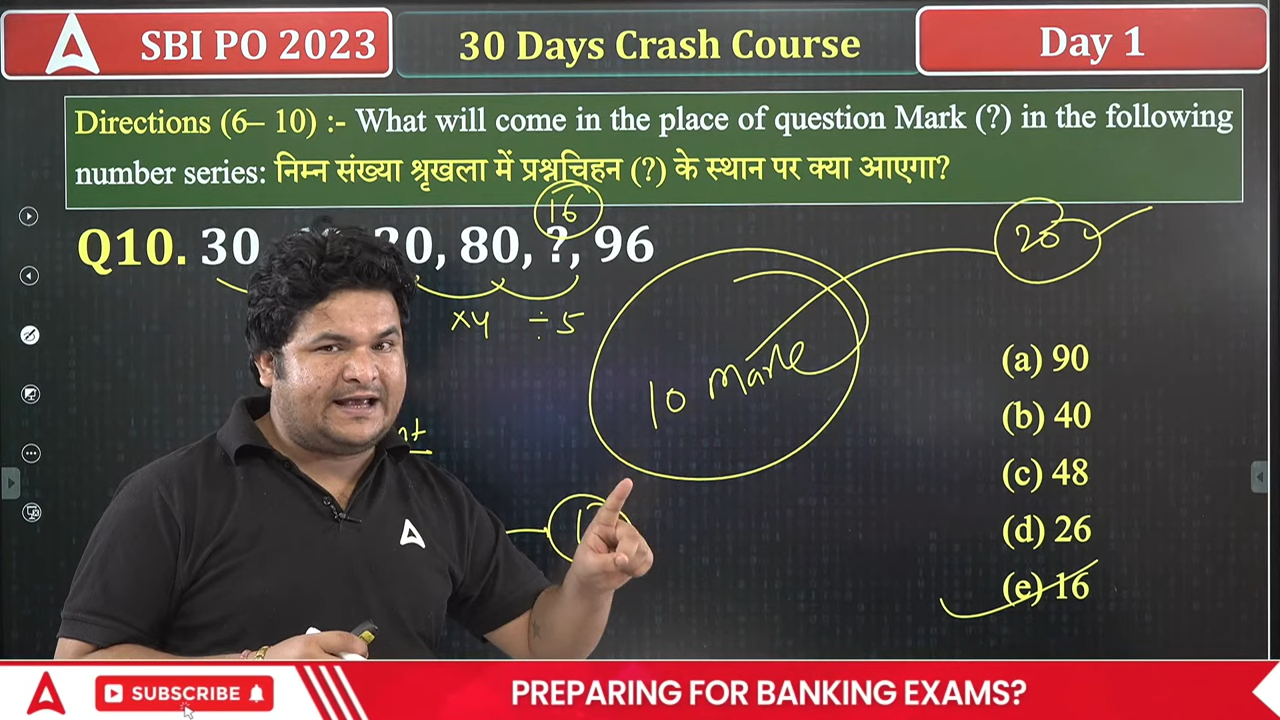 SBI PO 2023
30 Days Crash Course
Day 1
Directions (6– 10) :- What will come in the place of question Mark (?) in the following
number series: निम्न संख्या श्रृखला में प्रश्नचिहन (?) के स्थान पर क्या आएगा?
16
Q10. 30 20, 80, ?, 96
×4 ÷5
10 Mark
(a) 90
(b) 40
(c) 48
(d) 26
(e) 16
SUBSCRIBE
PREPARING FOR BANKING EXAMS?